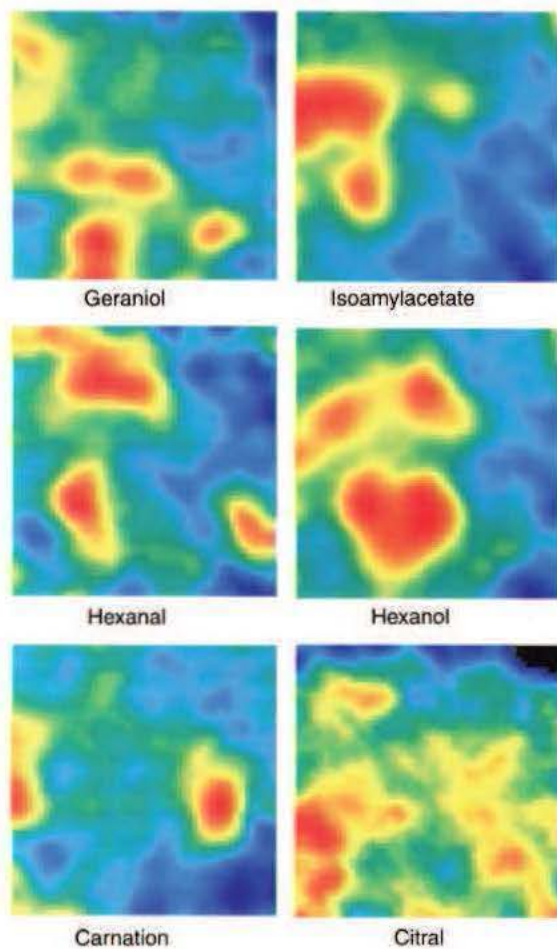 Geraniol
Isoamylacetate
Hexanal
Hexanol
Carnation
Citral